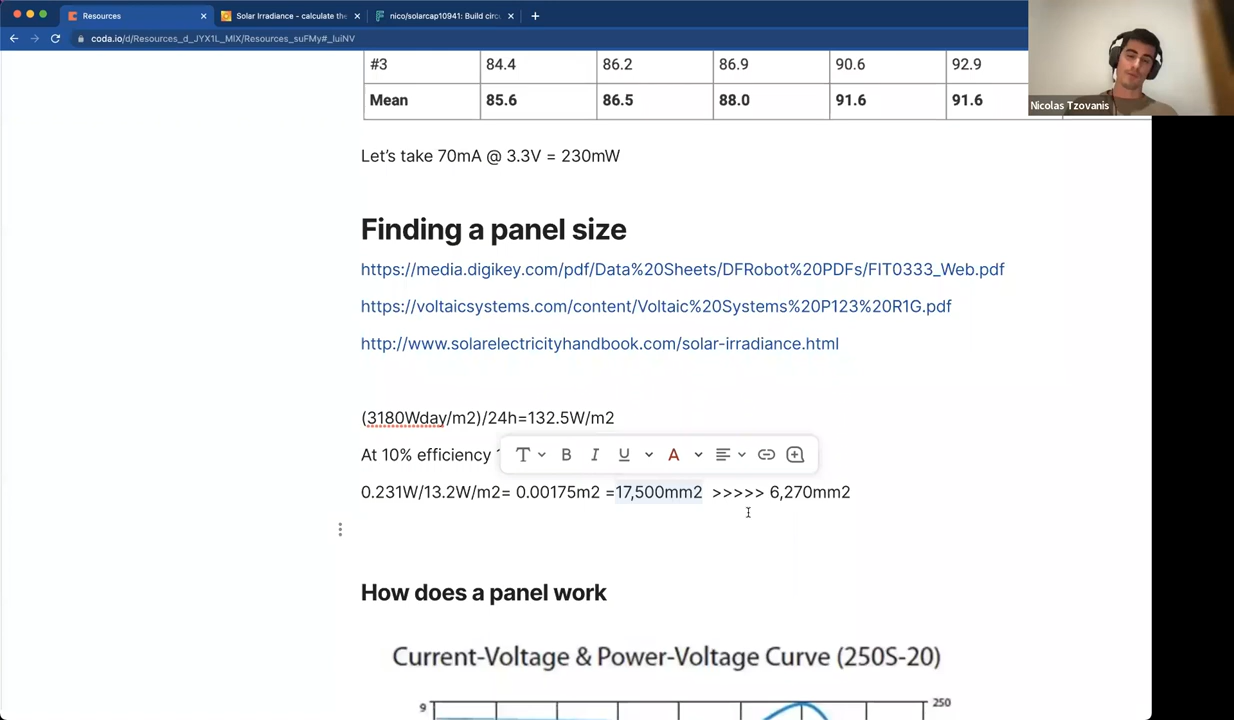 Resources
Solar Irradiance - calculate the
nico/solarcap10941: Build circu
coda.io/d/Resources_d_JYX1L_MIX/Resources_suFMy#_luiNV
#3 84.4 86.2 86.9 90.6 92.9
Mean 85.6 86.5 88.0 91.6 91.6
Nicolas Tzovanis
Let's take 70mA @ 3.3V = 230mW
Finding a panel size
https://media.digikey.com/pdf/Data%20Sheets/DFRobot%20PDFs/FIT0333_Web.pdf
https://voltaicsystems.com/content/Voltaic%20Systems%20P123%20R1G.pdf
http://www.solarelectricityhandbook.com/solar-irradiance.html
(3180Wday/m2)/24h=132.5W/m2
At 10% efficiency
T B I U A
0.231W/13.2W/m2= 0.00175m2 =17,500mm2 >>>>> 6,270mm2
How does a panel work
Current-Voltage & Power-Voltage Curve (250S-20)
9 250